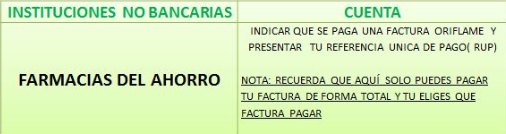 INSTITUCIONES NO BANCARIAS
CUENTA
FARMACIAS DEL AHORRO
INDICAR QUE SE PAGA UNA FACTURA ORIFLAME Y
PRESENTAR TU REFERENCIA UNICA DE PAGO( RUP)
NOTA: RECUERDA QUE AQUÍ SOLO PUEDES PAGAR
TU FACTURA DE FORMA TOTAL Y TU ELIGES QUE
FACTURA PAGAR